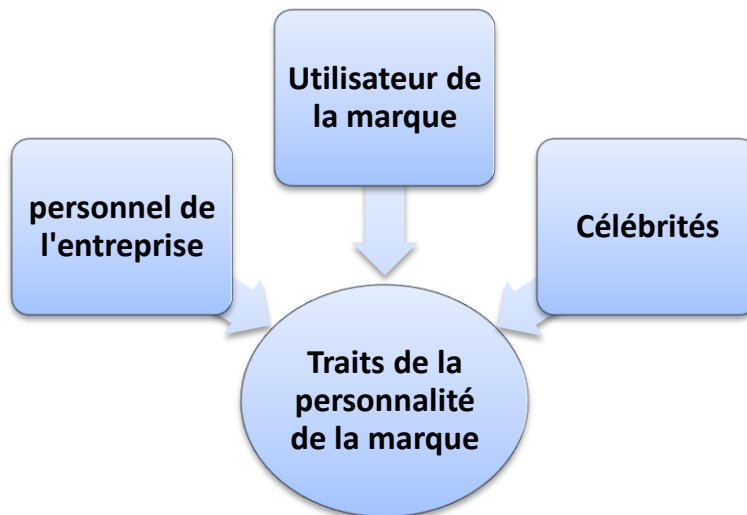 Utilisateur de
la marque
personnel de
l'entreprise
Célébrités
Traits de la
personnalité
de la marque